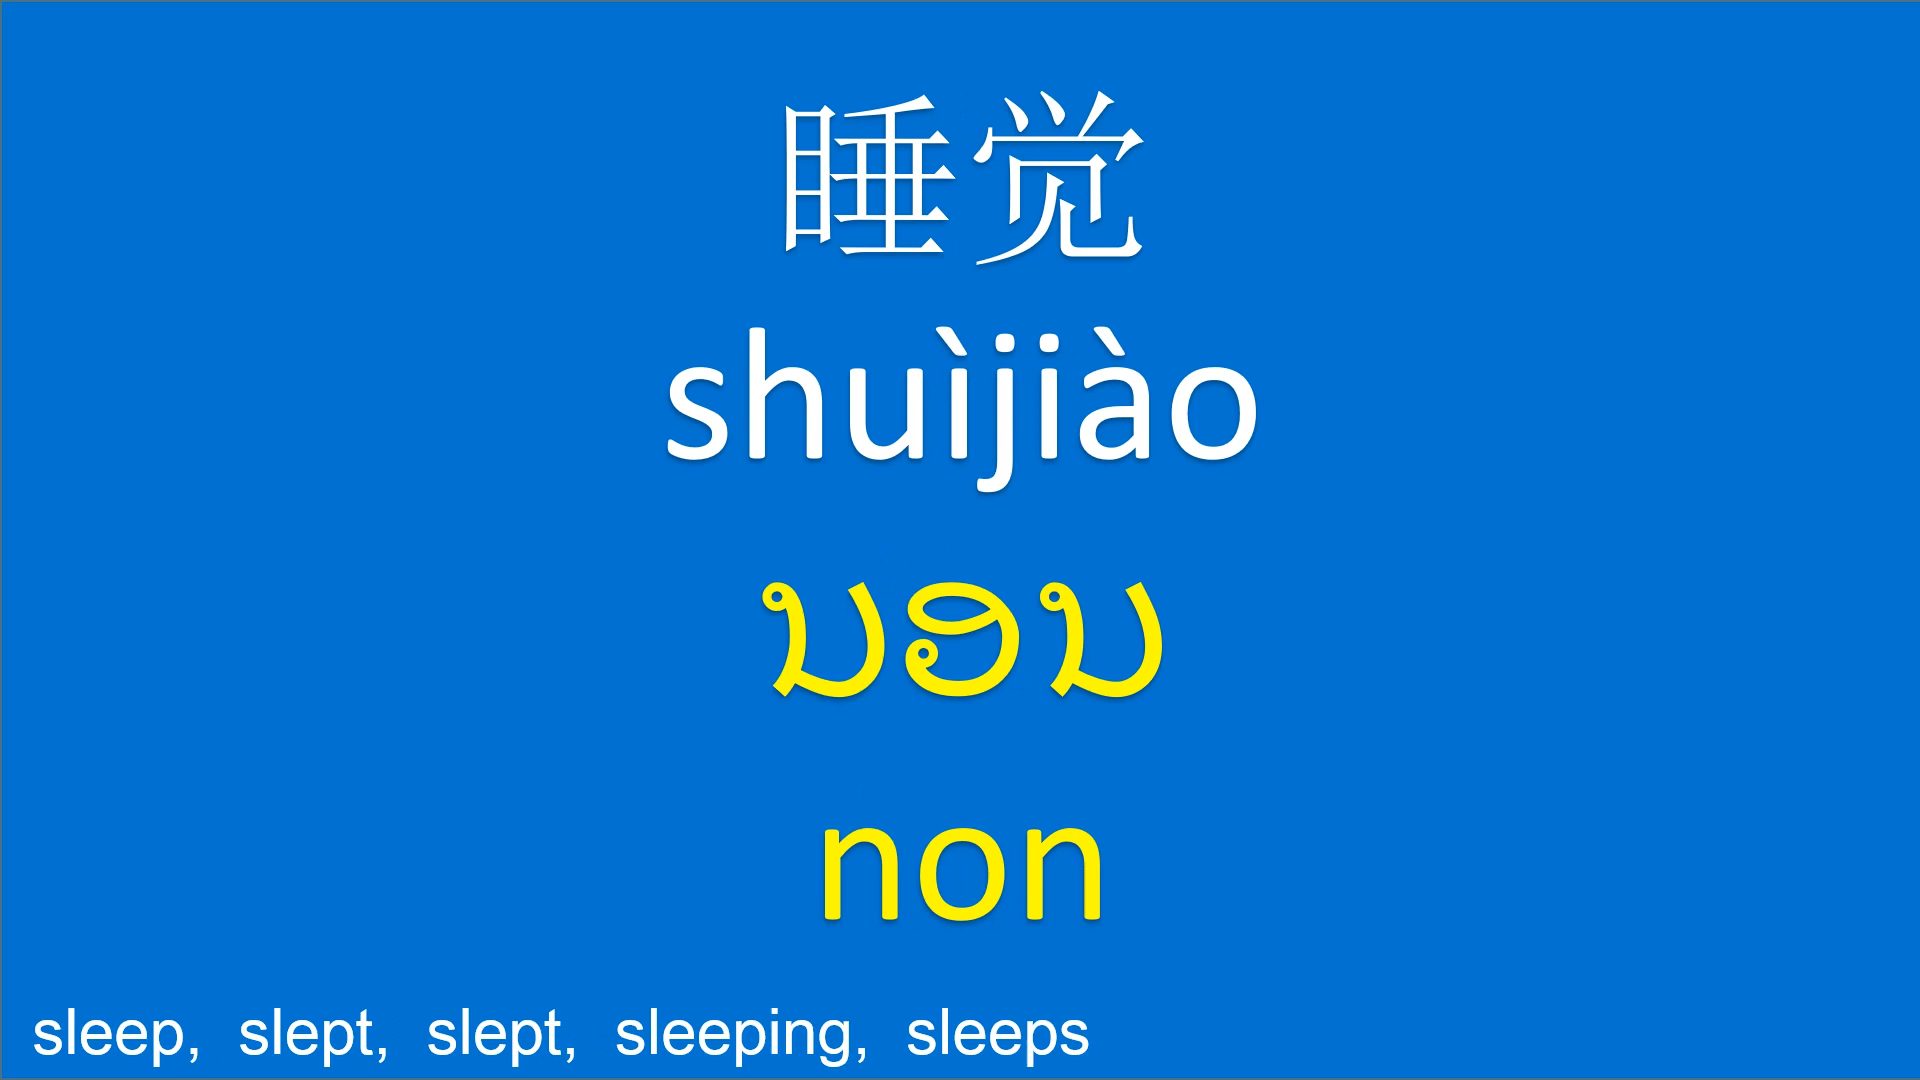 睡觉
shuìjiào
ນອນ
non
sleep, slept, slept, sleeping, sleeps